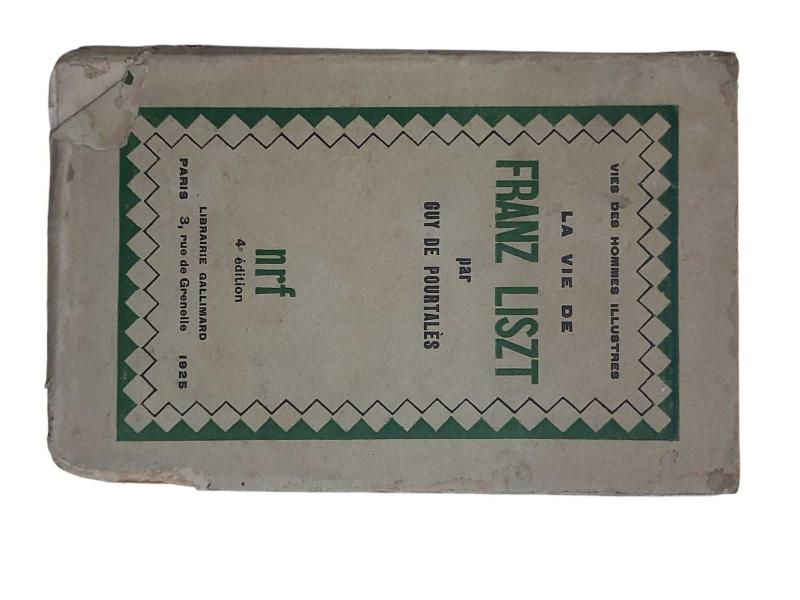 VIES DES HOMMES ILLUSTRES
LA VIE DE
FRANZ LISZT
par
GUY DE POURTALÈS
nrf
4e édition
LIBRAIRIE GALLIMARD
PARIS 3, rue de Grenelle 1925